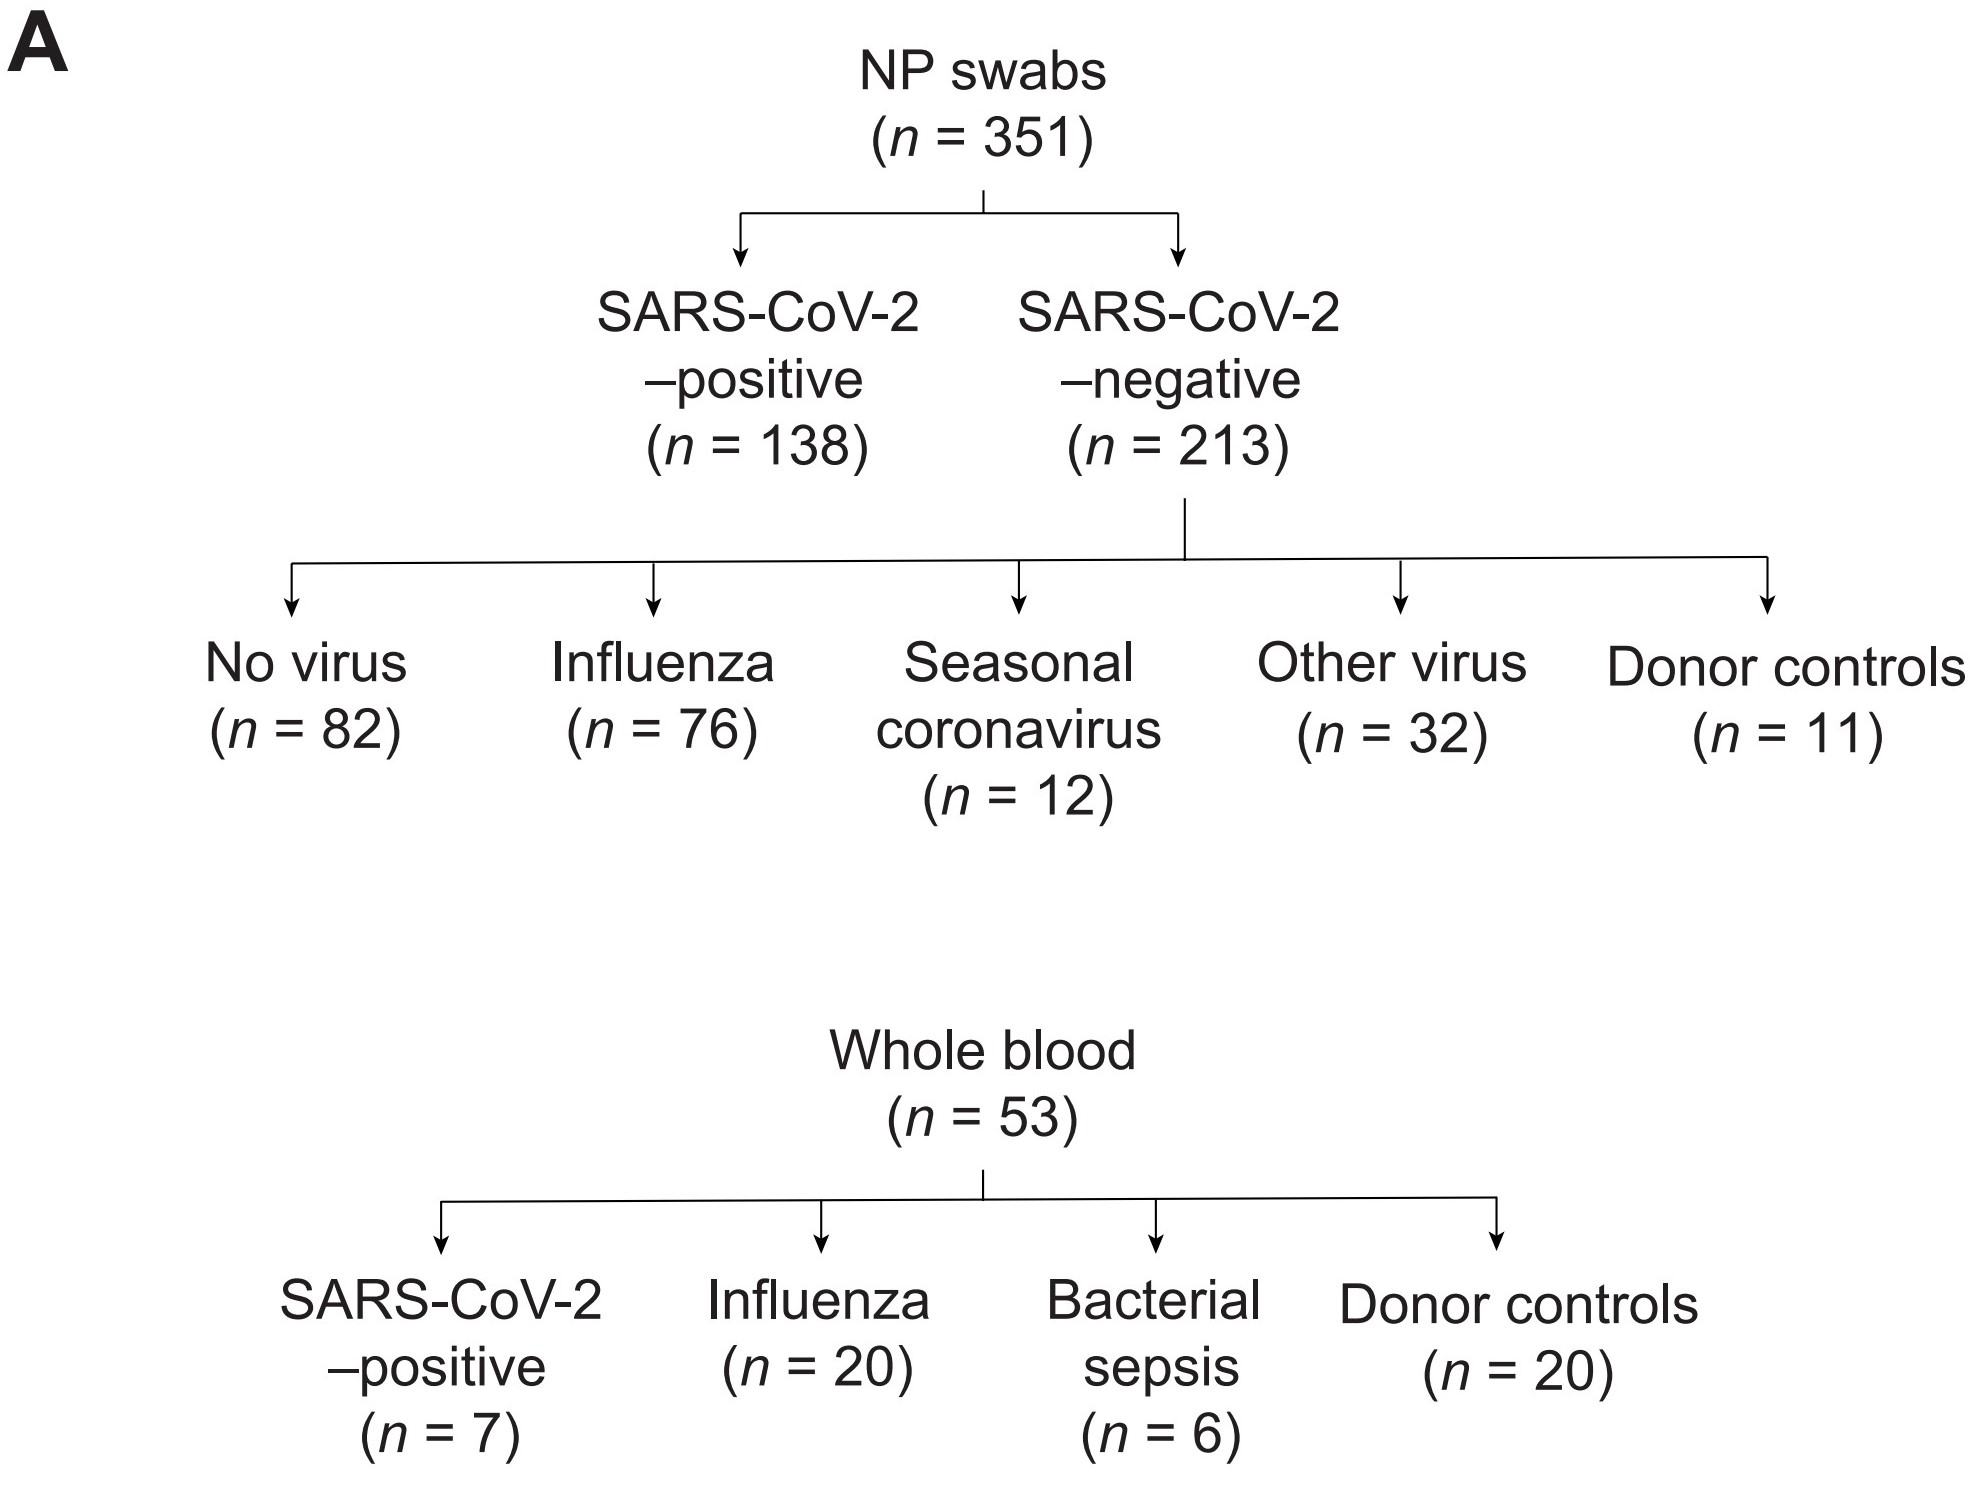 A
NP swabs
(n = 351)
SARS-CoV-2
–positive
(n = 138)
SARS-CoV-2
–negative
(n = 213)
No virus
(n = 82)
Influenza
(n = 76)
Seasonal
coronavirus
(n = 12)
Other virus
(n = 32)
Donor controls
(n = 11)
Whole blood
(n = 53)
SARS-CoV-2
–positive
(n = 7)
Influenza
(n = 20)
Bacterial
sepsis
(n = 6)
Donor controls
(n = 20)